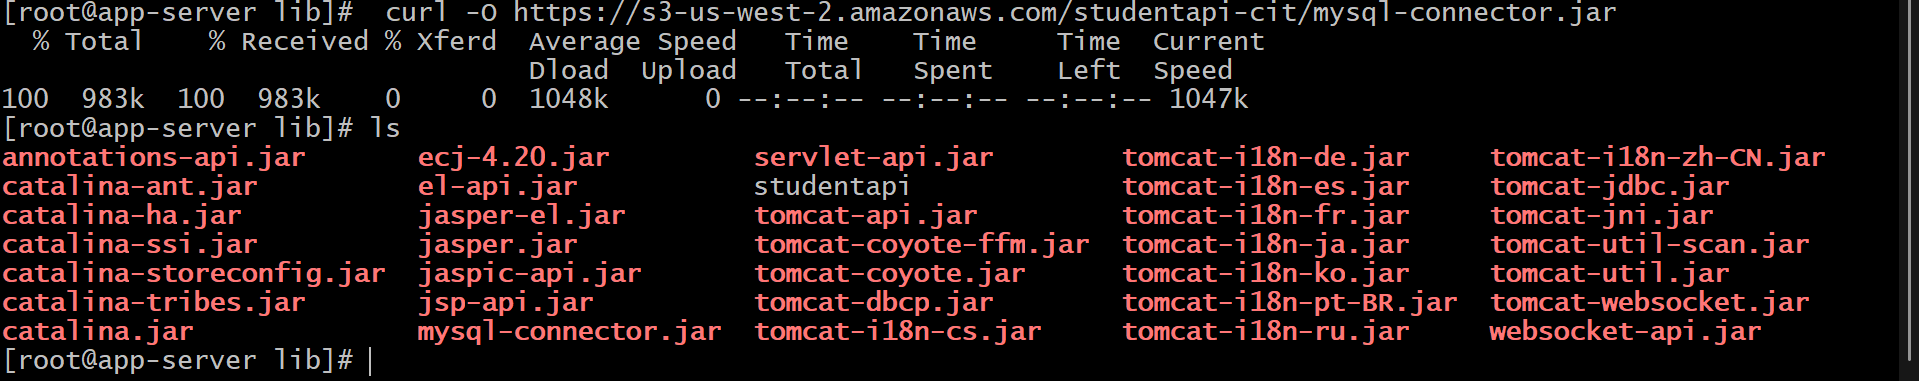 [root@app-server lib]#  curl -O https://s3-us-west-2.amazonaws.com/studentapi-cit/mysql-connector.jar
  % Total    % Received % Xferd  Average Speed   Time    Time     Time  Current
                                 Dload  Upload   Total   Spent    Left  Speed
100  983k  100  983k    0     0  1048k      0 --:--:-- --:--:-- --:--:-- 1047k
[root@app-server lib]# ls
annotations-api.jar       ecj-4.20.jar         servlet-api.jar        tomcat-i18n-de.jar     tomcat-i18n-zh-CN.jar
catalina-ant.jar          el-api.jar           studentapi             tomcat-i18n-es.jar     tomcat-jdbc.jar
catalina-ha.jar           jasper-el.jar        tomcat-api.jar         tomcat-i18n-fr.jar     tomcat-jni.jar
catalina-ssi.jar          jasper.jar           tomcat-coyote-ffm.jar  tomcat-i18n-ja.jar     tomcat-util-scan.jar
catalina-storeconfig.jar  jaspic-api.jar       tomcat-coyote.jar      tomcat-i18n-ko.jar     tomcat-util.jar
catalina-tribes.jar       jsp-api.jar          tomcat-dbcp.jar        tomcat-i18n-pt-BR.jar  tomcat-websocket.jar
catalina.jar              mysql-connector.jar  tomcat-i18n-cs.jar     tomcat-i18n-ru.jar     websocket-api.jar
[root@app-server lib]#